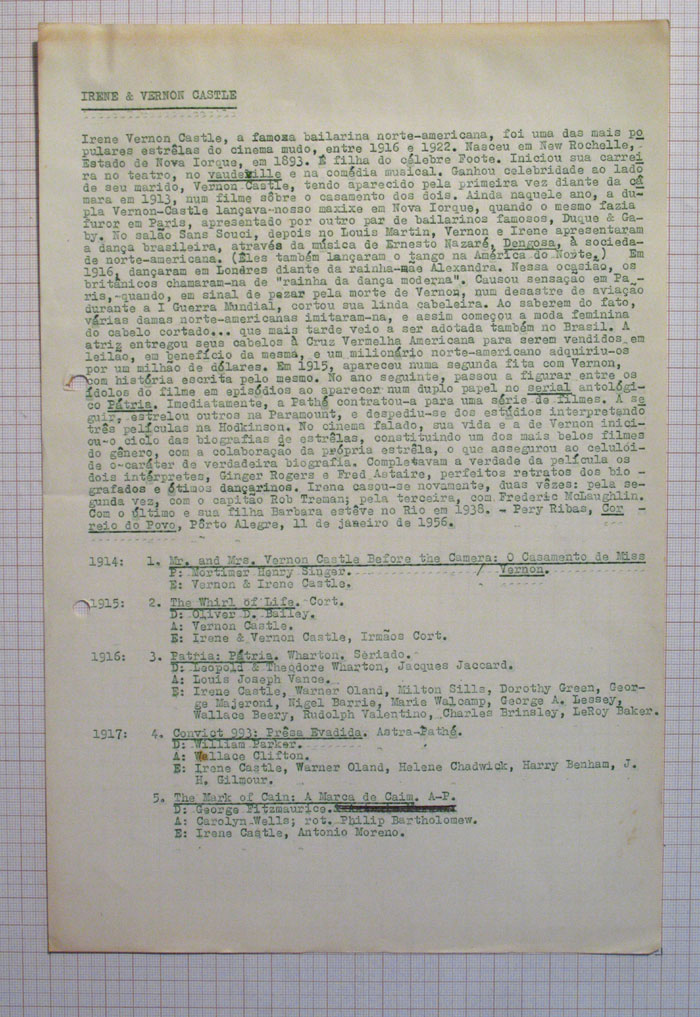 IRENE & VERNON CASTLE
Irene Vernon Castle, a famoxa bailarina norte-americana, foi uma das mais po
pulares estrêlas do cinema mudo, entre 1916 e 1922. Nasceu em New Rochelle,
Estado de Nova Iorque, em 1893. É filha do célebre Foote. Iniciou sua carrei
ra no teatro, no vaudeville e na comédia musical. Ganhou celebridade ao lado
de seu marido, Vernon Castle, tendo aparecido pela primeira vez diante da câ
mara em 1913, num filme sôbre o casamento dos dois. Ainda naquele ano, a du-
pla Vernon-Castle lançava-nosso maxixe em Nova Iorque, quando o mesmo fazia
furor em Paris, apresentado por outro par de bailarinos famosos, Duque & Ga-
by. No salão Sans Souci, depois no Louis Martin, Vernon e Irene apresentaram
a dança brasileira, através da música de Ernesto Nazaré, Dengosa, à socieda-
de norte-americana. (Êles também lançaram o tango na América do Norte.) Em
1916, dançaram em Londres diante da rainha-mãe Alexandra. Nessa ocasião, os
britânicos chamaram-na de "rainha da dança moderna". Causou sensação em Pa-
ris, quando, em sinal de pezar pela morte de Vernon, num desastre de aviação
durante a I Guerra Mundial, cortou sua linda cabeleira. Ao saberem do fato,
várias damas norte-americanas imitaram-na, e assim começou a moda feminina
do cabelo cortado... que mais tarde veio a ser adotada também no Brasil. A
atriz entregou seus cabelos à Cruz Vermelha Americana para serem vendidos em
leilão, em benefício da mesma, e um milionário norte-americano adquiriu-os
por um milhão de dólares. Em 1915, apareceu numa segunda fita com Vernon,
com história escrita pelo mesmo. No ano seguinte, passou a figurar entre os
ídolos do filme em episódios ao aparecer num duplo papel no serial antológi-
co Pátria. Imediatamente, a Pathé contratou-a para uma série de filmes. A se
guir, estrelou outros na Paramount, e despediu-se dos estúdios interpretando
três películas na Hodkinson. No cinema falado, sua vida e a de Vernon inici-
ou-o ciclo das biografias de estrêlas, constituindo um dos mais belos filmes
do gênero, com a colaboração da própria estrêla, o que assegurou ao celuloi-
de o-caráter de verdadeira biografia. Completavam a verdade da película os
dois intérpretes, Ginger Rogers e Fred Astaire, perfeitos retratos dos bio-
grafados e ótimos dançarinos. Irene casou-se novamente, duas vêzes: pela se-
gunda vez, com o capitão Rob Treman; pela terceira, com Frederic McLaughlin.
Com o último e sua filha Barbara estêve no Rio em 1938. - Pery Ribas, Cor-
reio do Povo, Pôrto Alegre, 11 de janeiro de 1956.
1914: 1. Mr. and Mrs. Vernon Castle Before the Camera: O Casamento de Miss
F: Mortimer Henry Singer. / Vernon.
E: Vernon & Irene Castle.
1915: 2. The Whirl of Life. Cort.
D: Oliver D. Bailey.
A: Vernon Castle.
E: Irene & Vernon Castle, Irmãos Cort.
1916: 3. Patria: Pátria. Wharton. Seriado.
D: Leopold & Theodore Wharton, Jacques Jaccard.
A: Louis Joseph Vance.
E: Irene Castle, Warner Oland, Milton Sills, Dorothy Green, Geor-
ge Majeroni, Nigel Barrie, Marie Walcamp, George A. Lessey,
Wallace Beery, Rudolph Valentino, Charles Brinsley, LeRoy Baker.
1917: 4. Convict 993: Prêsa Evadida. Astra-Pathé.
D: William Parker.
A: Wallace Clifton.
E: Irene Castle, Warner Oland, Helene Chadwick, Harry Benham, J.
H. Gilmour.
5. The Mark of Cain: A Marca de Caim. A-P.
D: George Fitzmaurice.
A: Carolyn Wells; rot. Philip Bartholomew.
E: Irene Castle, Antonio Moreno.